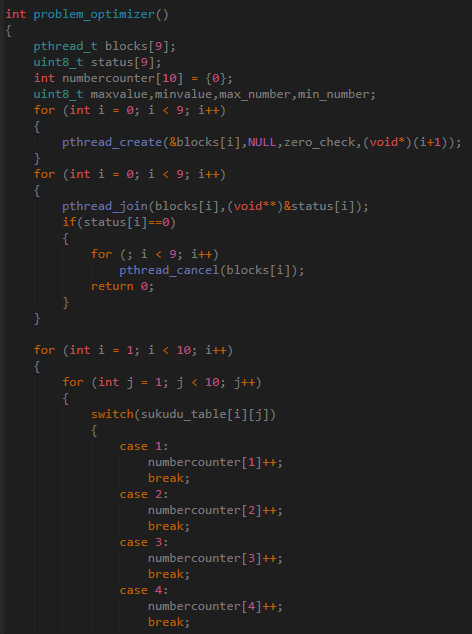 int problem_optimizer()
{
    pthread_t blocks[9];
    uint8_t status[9];
    int numbercounter[10] = {0};
    uint8_t maxvalue,minvalue,max_number,min_number;
    for (int i = 0; i < 9; i++)
    {
        pthread_create(&blocks[i],NULL,zero_check,(void*)(i+1));
    }
    for (int i = 0; i < 9; i++)
    {
        pthread_join(blocks[i],(void**)&status[i]);
        if(status[i]==0)
        {
            for (; i < 9; i++)
                pthread_cancel(blocks[i]);
            return 0;
        }
    }

    for (int i = 1; i < 10; i++)
    {
        for (int j = 1; j < 10; j++)
        {
            switch(sukudu_table[i][j])
            {
                case 1:
                    numbercounter[1]++;
                    break;
                case 2:
                    numbercounter[2]++;
                    break;
                case 3:
                    numbercounter[3]++;
                    break;
                case 4:
                    numbercounter[4]++;
                    break;